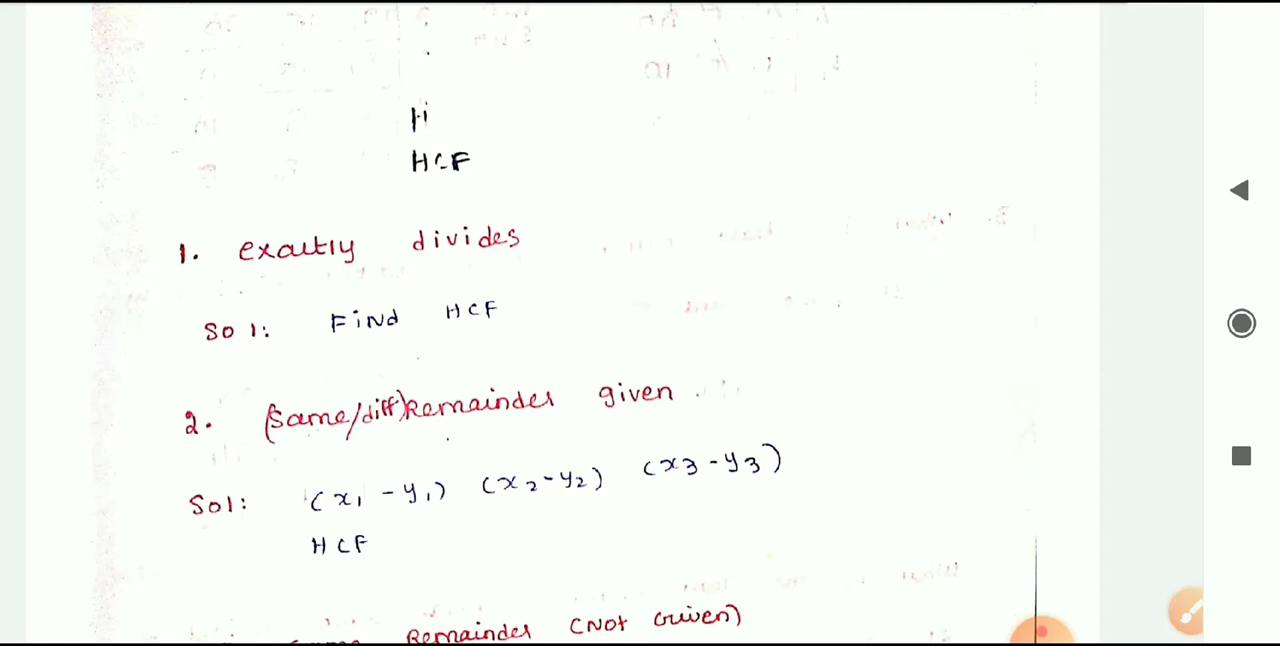 Hi
HCF
1. exactly divides
Sol: Find HCF
2. (Same/diff) Remainder given
Sol: (x₁ - y₁) (x₂ - y₂) (x₃ - y₃)
HCF
Remainder (Not Given)